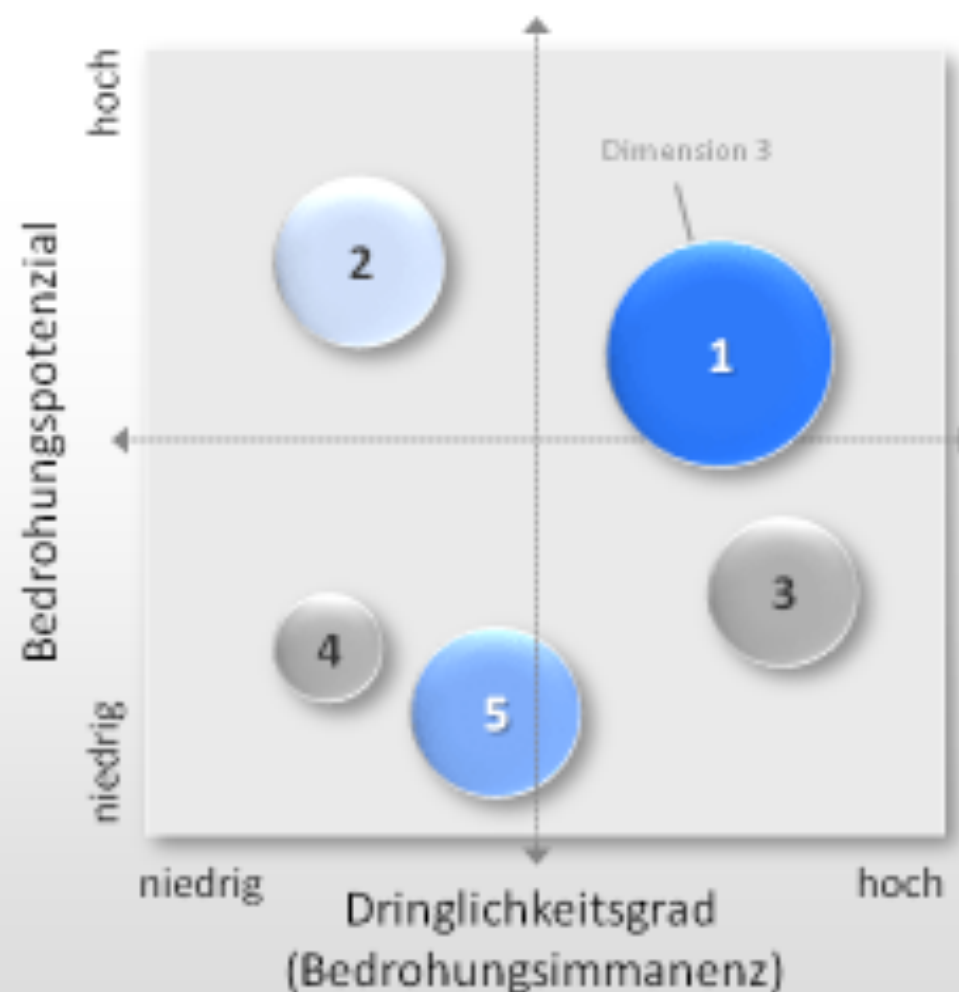 hoch
Dimension 3
2
1
Bedrohungspotenzial
3
4
5
niedrig
niedrig
hoch
Dringlichkeitsgrad
(Bedrohungsimmanenz)